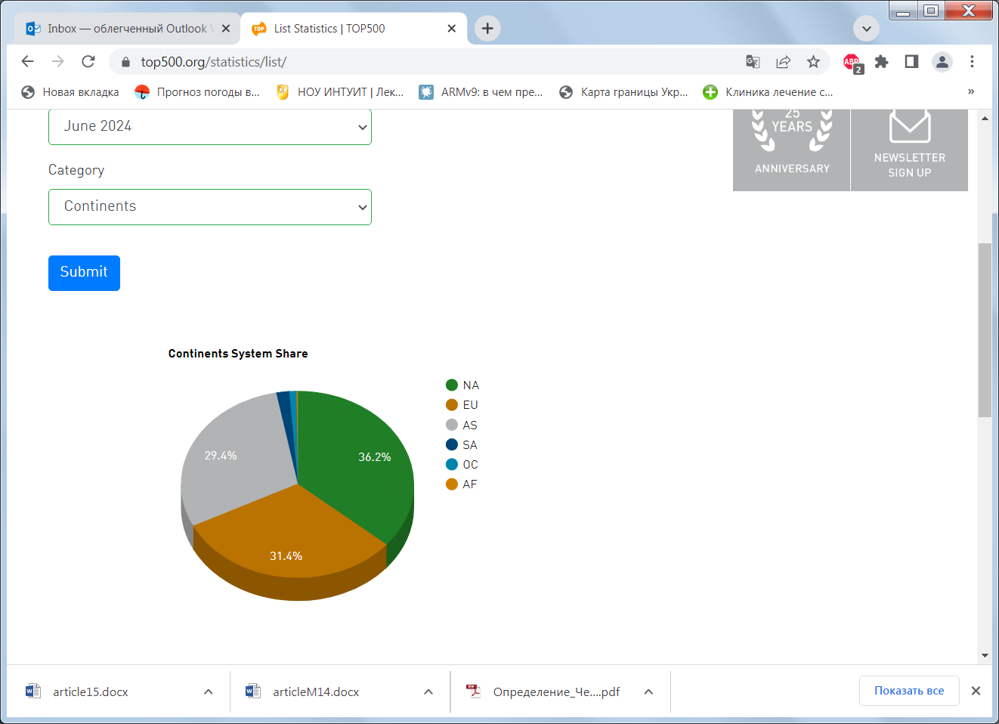 Inbox — облегченный Outlook
List Statistics | TOP500
top500.org/statistics/list/
ABP
2
Новая вкладка
Прогноз погоды в...
НОУ ИНТУИТ | Лек...
ARMv9: в чем пре...
Карта границы Укр...
Клиника лечение с...
»
June 2024
25
YEARS
ANNIVERSARY
NEWSLETTER
SIGN UP
Category
Continents
Submit
Continents System Share
NA
EU
AS
SA
OC
AF
29.4%
36.2%
31.4%
article15.docx
articleM14.docx
Определение_Че....pdf
Показать все